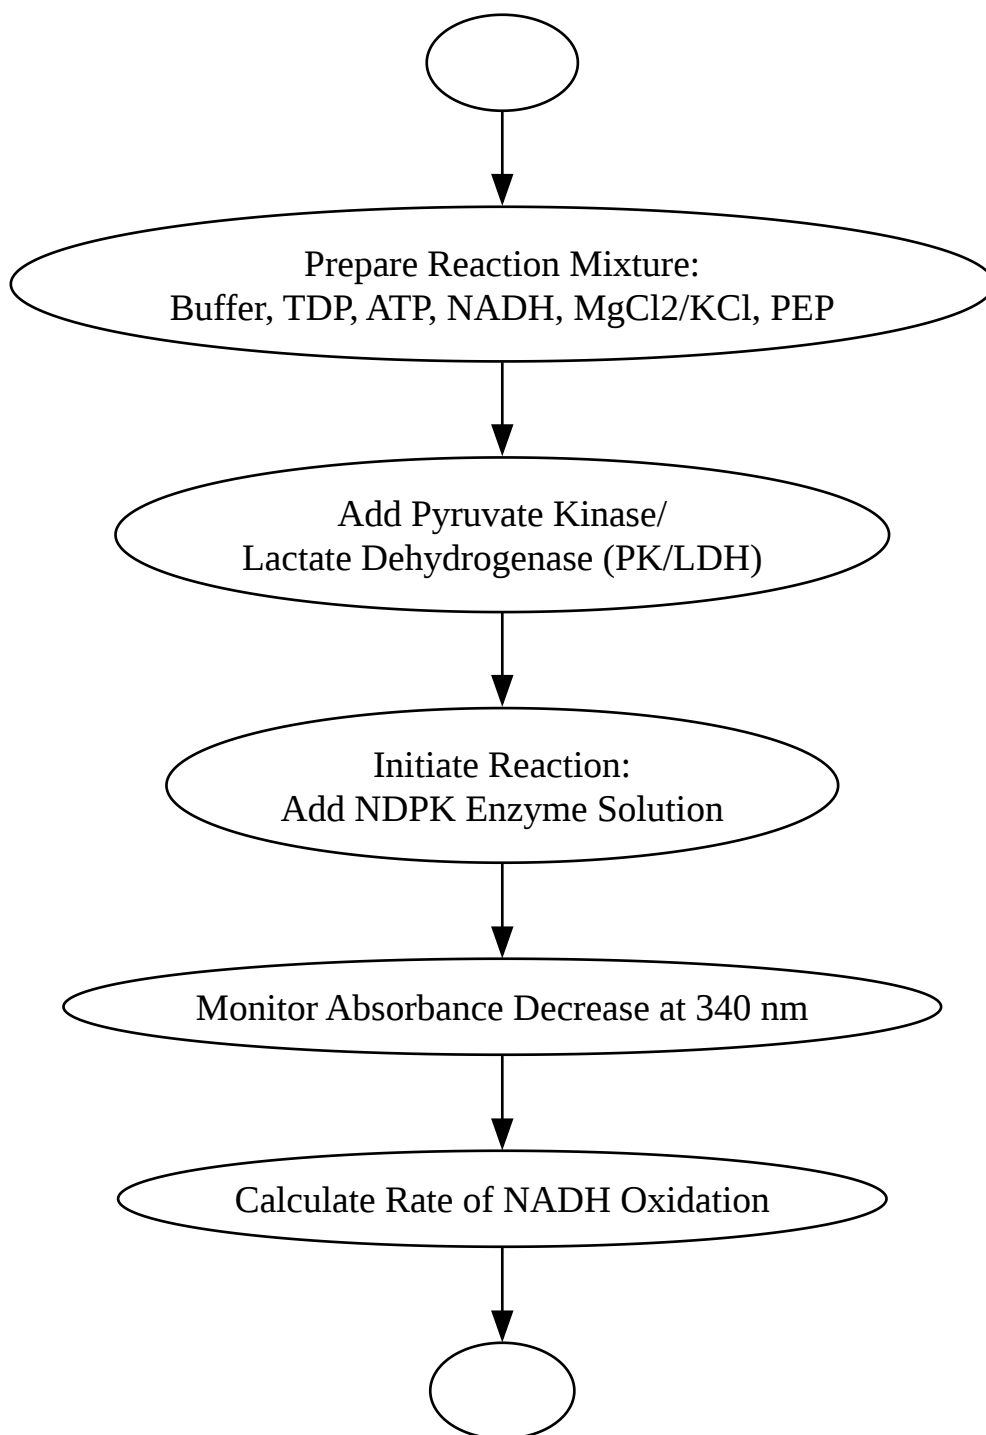 Prepare Reaction Mixture:
Buffer, TDP, ATP, NADH, MgCl2/KCl, PEP
Add Pyruvate Kinase/
Lactate Dehydrogenase (PK/LDH)
Initiate Reaction:
Add NDPK Enzyme Solution
Monitor Absorbance Decrease at 340 nm
Calculate Rate of NADH Oxidation